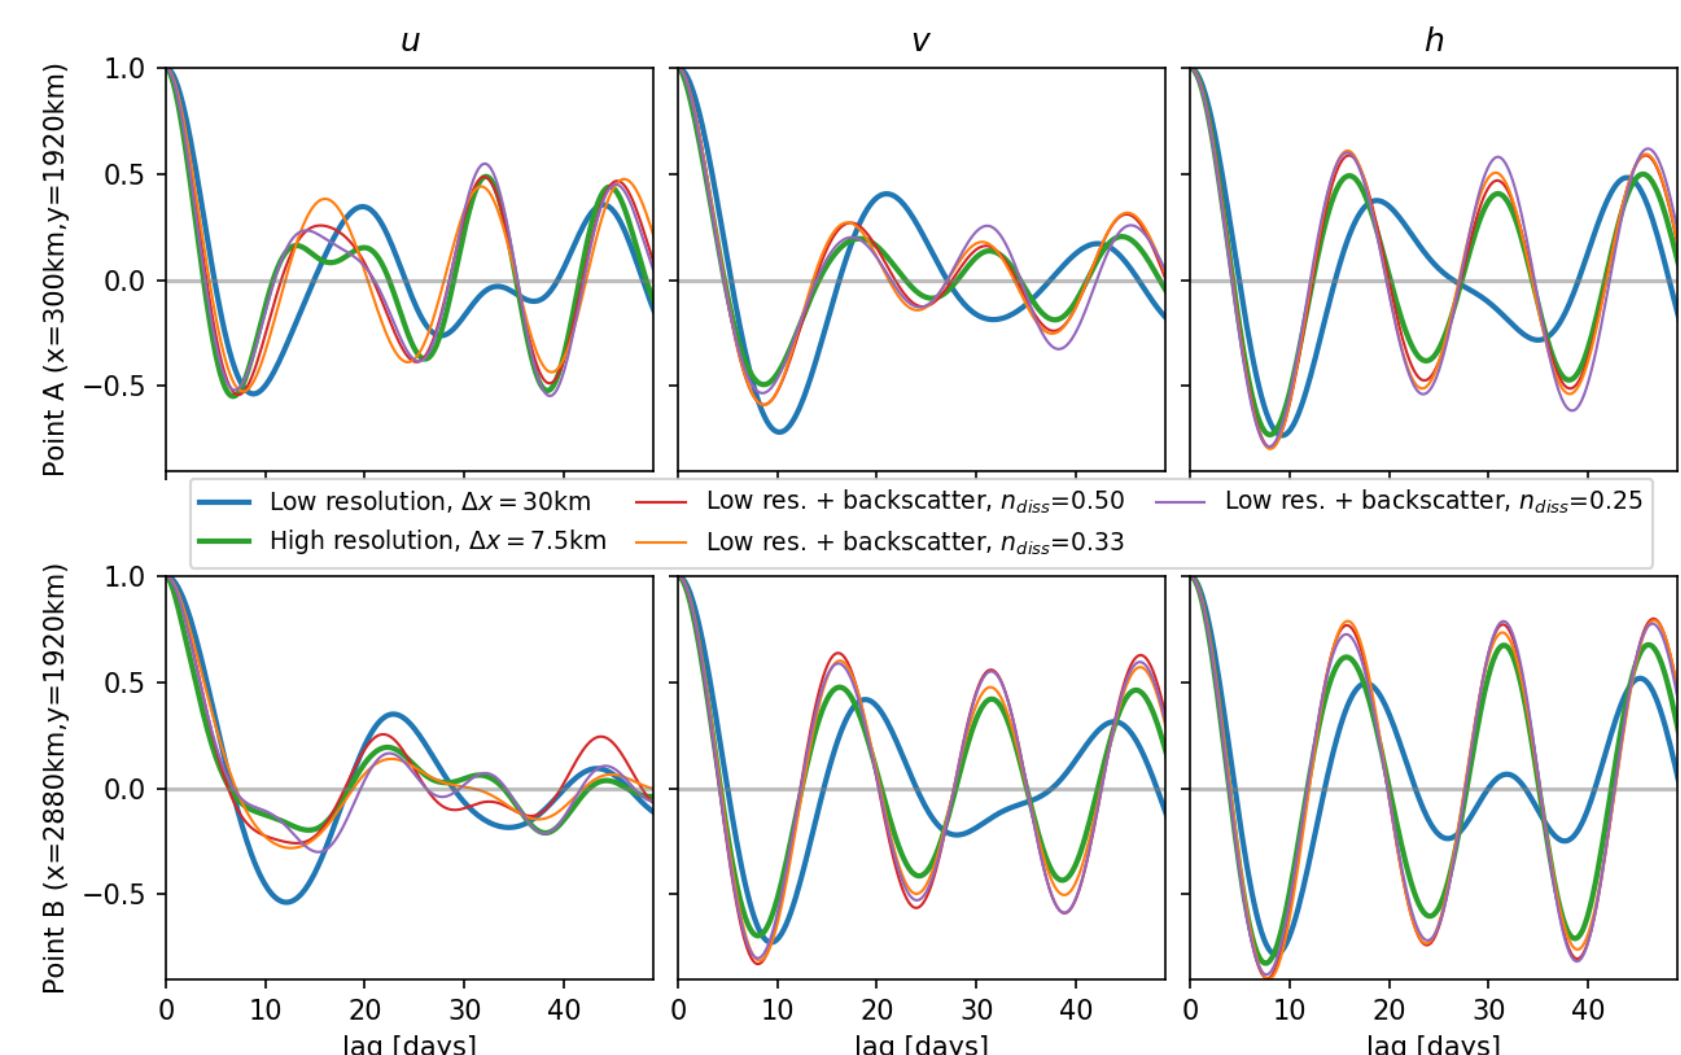 u v h
Point A (x=300km,y=1920km)
1.0
0.5
0.0
−0.5
Low resolution, Δx = 30km
High resolution, Δx = 7.5km
Low res. + backscatter, n_diss=0.50
Low res. + backscatter, n_diss=0.33
Low res. + backscatter, n_diss=0.25
Point B (x=2880km,y=1920km)
1.0
0.5
0.0
−0.5
0 10 20 30 40 0 10 20 30 40 0 10 20 30 40
lag [days] lag [days] lag [days]